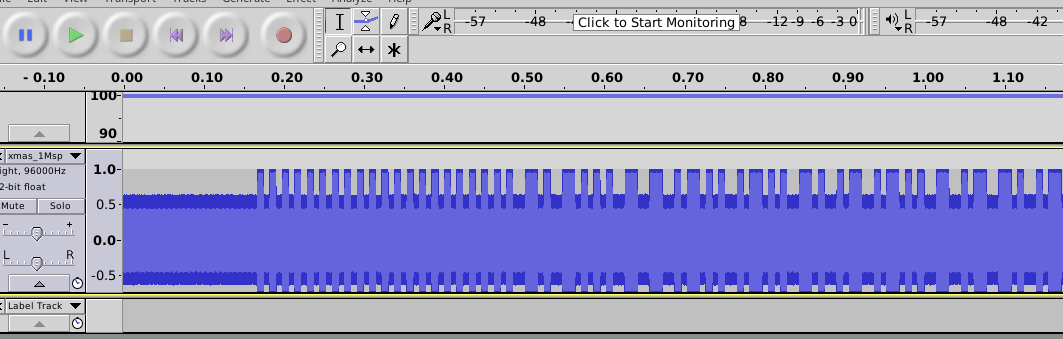 L
R
-57 -48 Click to Start Monitoring 8 -12 -9 -6 -3 0
L
R
-57 -48 -42
- 0.10 0.00 0.10 0.20 0.30 0.40 0.50 0.60 0.70 0.80 0.90 1.00 1.10
100
90
xmas_1Msp
ight, 96000Hz
2-bit float
Mute Solo
- +
L R
1.0
0.5
0.0
-0.5
Label Track